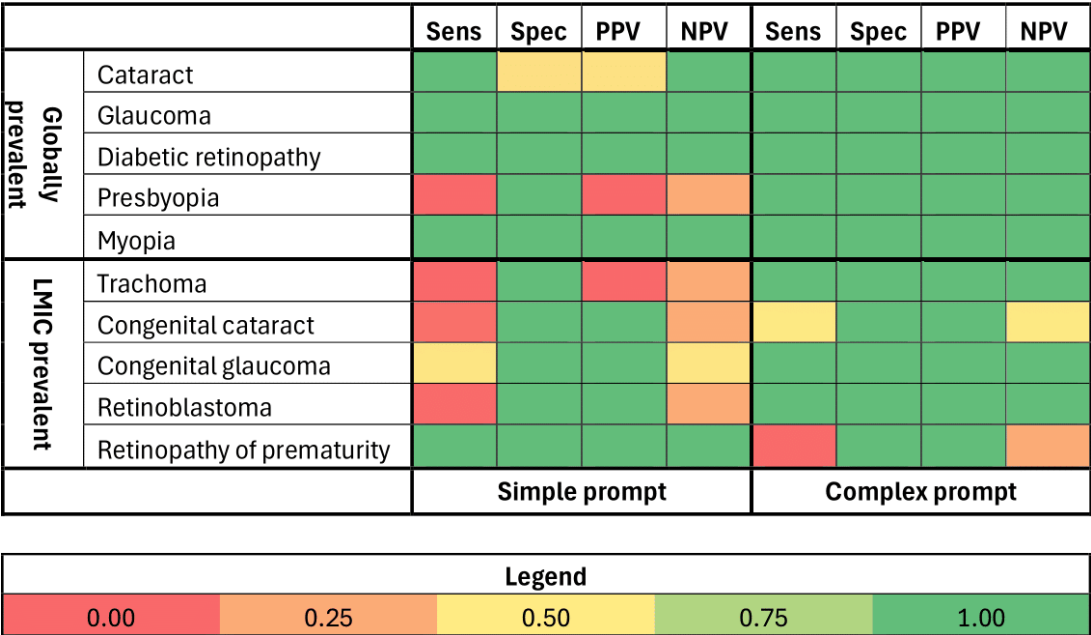 Sens Spec PPV NPV Sens Spec PPV NPV
Globally
prevalent
Cataract
Glaucoma
Diabetic retinopathy
Presbyopia
Myopia
LMIC prevalent
Trachoma
Congenital cataract
Congenital glaucoma
Retinoblastoma
Retinopathy of prematurity
Simple prompt Complex prompt
Legend
0.00 0.25 0.50 0.75 1.00